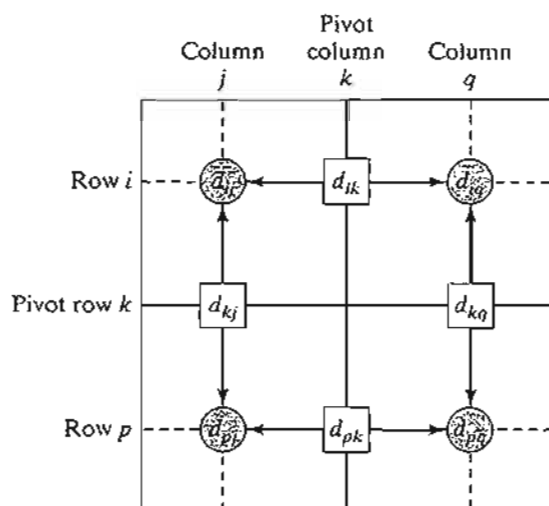 Pivot
Column column Column
j k q
Row i d_ij d_ik d_iq
Pivot row k d_kj d_kq
Row p d_pj d_pk d_pq